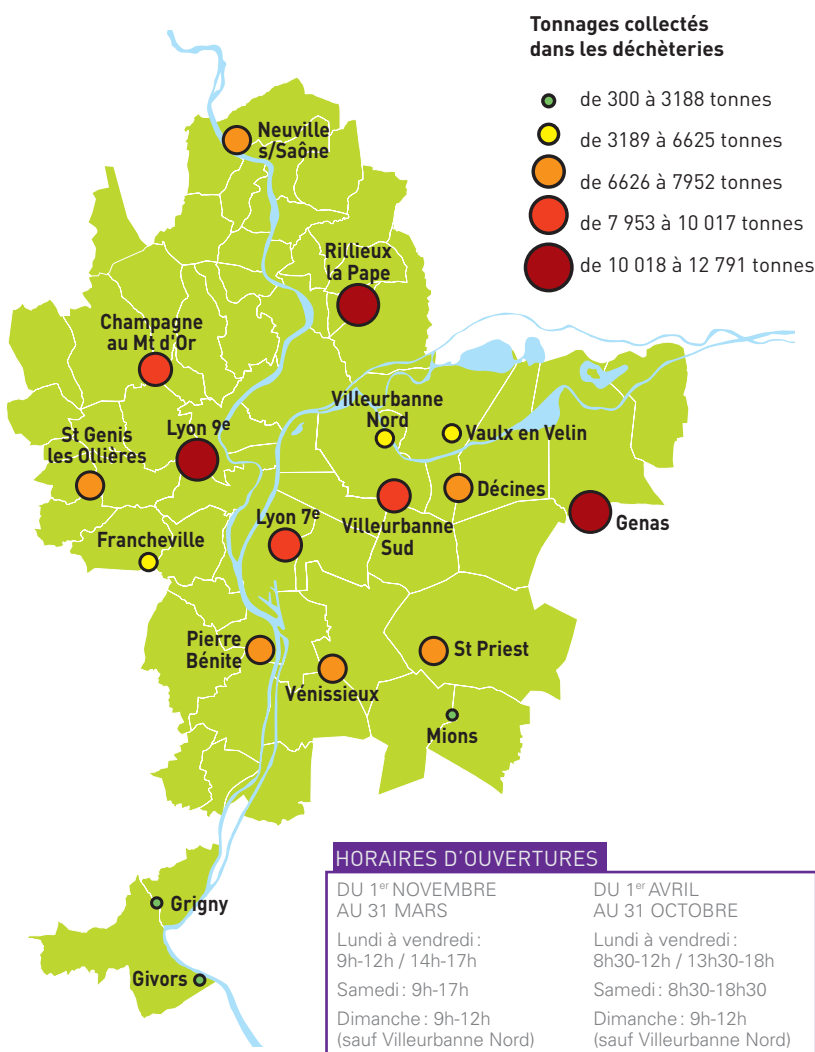 Tonnages collectés
dans les déchèteries
de 300 à 3188 tonnes
de 3189 à 6625 tonnes
de 6626 à 7952 tonnes
de 7 953 à 10 017 tonnes
de 10 018 à 12 791 tonnes
Neuville
s/Saône
Rillieux
la Pape
Champagne
au Mt d'Or
Villeurbanne
Nord
Vaulx en Velin
St Genis
les Ollières
Lyon 9e
Décines
Villeurbanne
Sud
Genas
Lyon 7e
Francheville
Pierre
Bénite
St Priest
Vénissieux
Mions
Grigny
Givors
HORAIRES D'OUVERTURES
DU 1er NOVEMBRE
AU 31 MARS
Lundi à vendredi :
9h-12h / 14h-17h
Samedi : 9h-17h
Dimanche : 9h-12h
(sauf Villeurbanne Nord)
DU 1er AVRIL
AU 31 OCTOBRE
Lundi à vendredi :
8h30-12h / 13h30-18h
Samedi : 8h30-18h30
Dimanche : 9h-12h
(sauf Villeurbanne Nord)